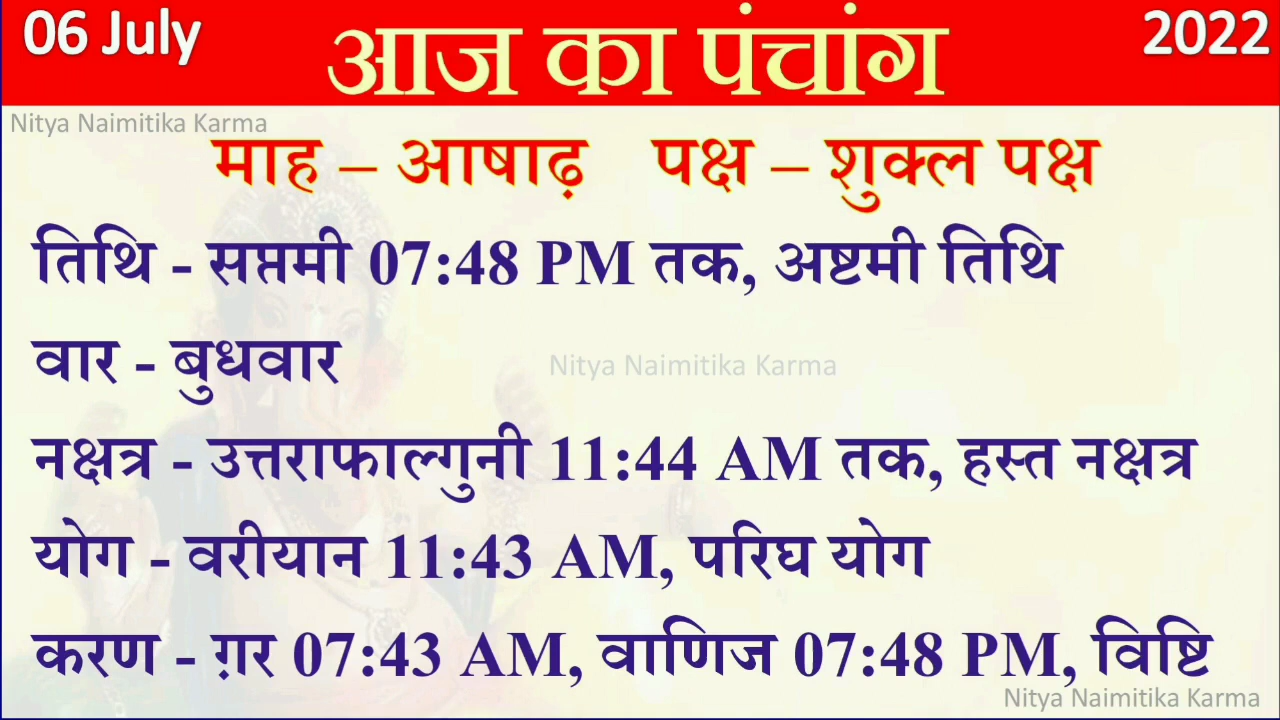 06 July आज का पंचांग 2022
Nitya Naimitika Karma
माह – आषाढ़ पक्ष – शुक्ल पक्ष
तिथि - सप्तमी 07:48 PM तक, अष्टमी तिथि
वार - बुधवार
Nitya Naimitika Karma
नक्षत्र - उत्तराफाल्गुनी 11:44 AM तक, हस्त नक्षत्र
योग - वरीयान 11:43 AM, परिघ योग
करण - ग़र 07:43 AM, वाणिज 07:48 PM, विष्टि
Nitya Naimitika Karma